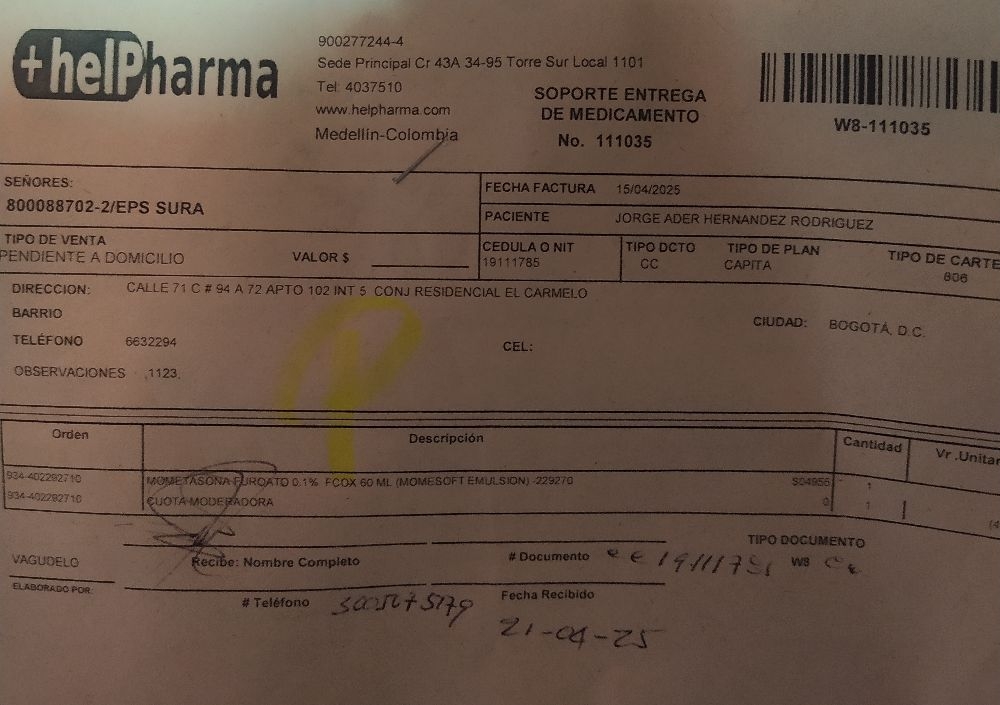 +helPharma
900277244-4
Sede Principal Cr 43A 34-95 Torre Sur Local 1101
Tel: 4037510
www.helpharma.com
Medellín-Colombia
SOPORTE ENTREGA
DE MEDICAMENTO
No. 111035
W8-111035
SEÑORES:
800088702-2/EPS SURA
FECHA FACTURA 15/04/2025
PACIENTE JORGE ADER HERNANDEZ RODRIGUEZ
TIPO DE VENTA
PENDIENTE A DOMICILIO VALOR $
CEDULA O NIT TIPO DCTO TIPO DE PLAN TIPO DE CARTE
19111785 CC CAPITA 806
DIRECCION: CALLE 71 C # 94 A 72 APTO 102 INT 5 CONJ RESIDENCIAL EL CARMELO
BARRIO
CIUDAD: BOGOTÁ, D.C.
TELÉFONO 6632294
CEL:
OBSERVACIONES ,1123,
Orden Descripción Cantidad Vr .Unitar
934-402292710 MOMETASONA FUROATO 0.1% FCOX 60 ML (MOMESOFT EMULSION) -229270 S04955 1
934-402292710 CUOTA MODERADORA 0 1 (4
TIPO DOCUMENTO
VAGUDELO Recibe: Nombre Completo # Documento W8
ELABORADO POR: # Teléfono Fecha Recibido
21-04-25